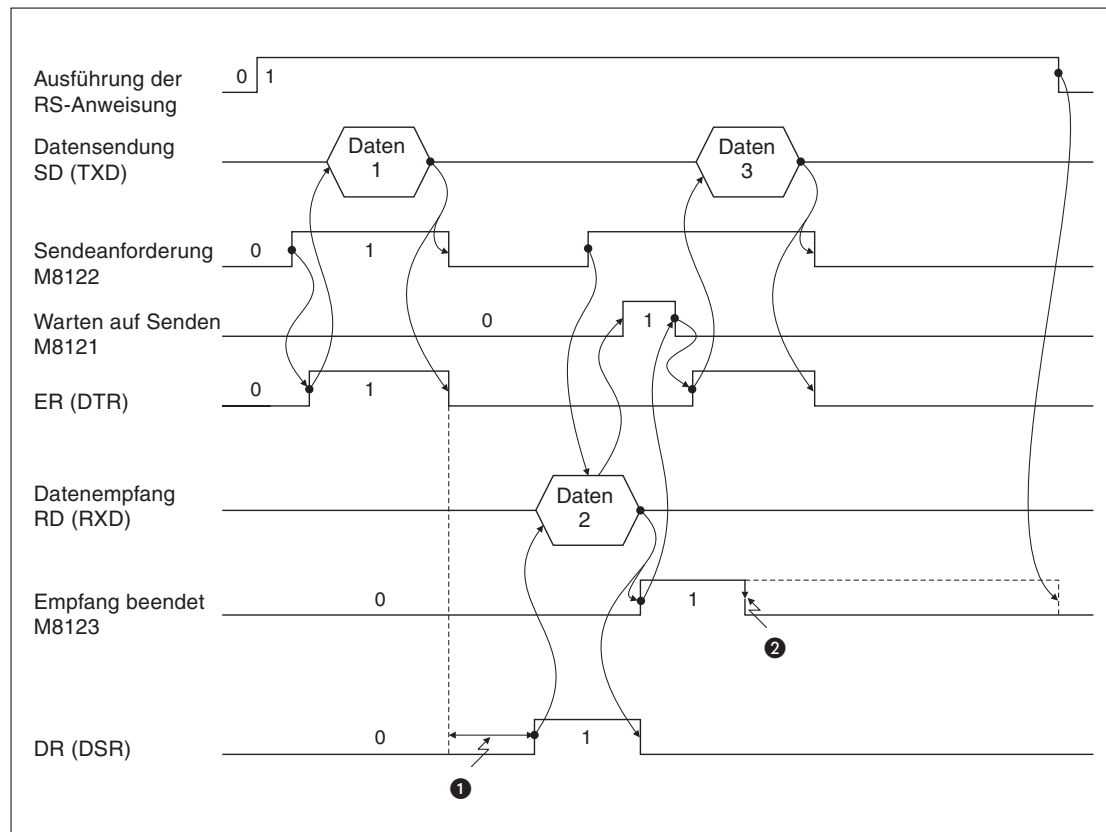 Ausführung der
RS-Anweisung
0 1
Datensendung
SD (TXD)
Daten
1
Daten
3
Sendeanforderung
M8122
0 1
Warten auf Senden
M8121
0 1
ER (DTR)
0 1
Datenempfang
RD (RXD)
Daten
2
Empfang beendet
M8123
0 1
2
DR (DSR)
0 1
1